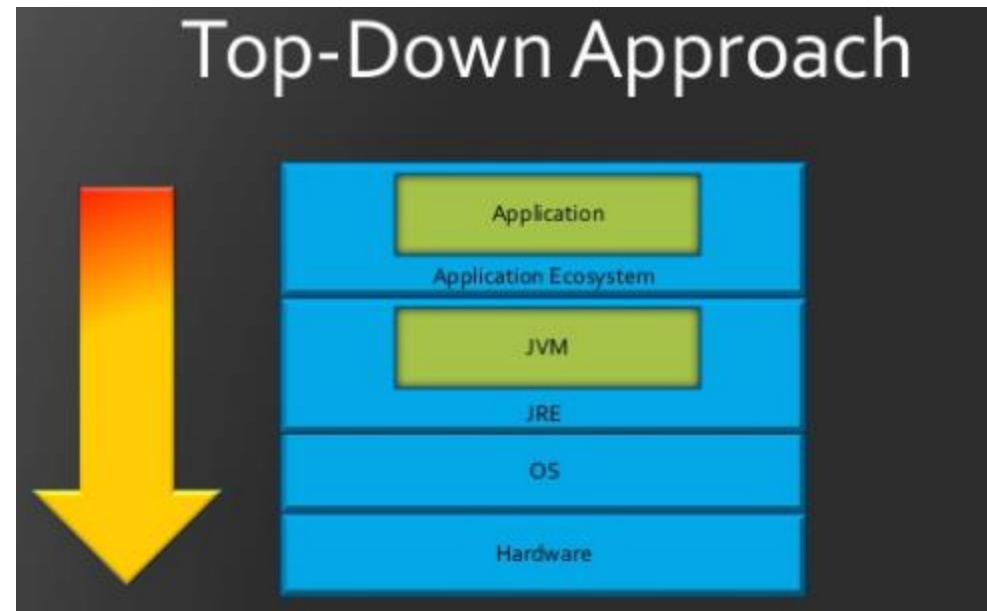 Top-Down Approach
Application
Application Ecosystem
JVM
JRE
OS
Hardware